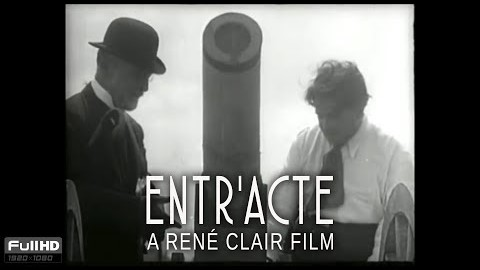 ENTR'ACTE
A RENÉ CLAIR FILM
FullHD
1920×1080